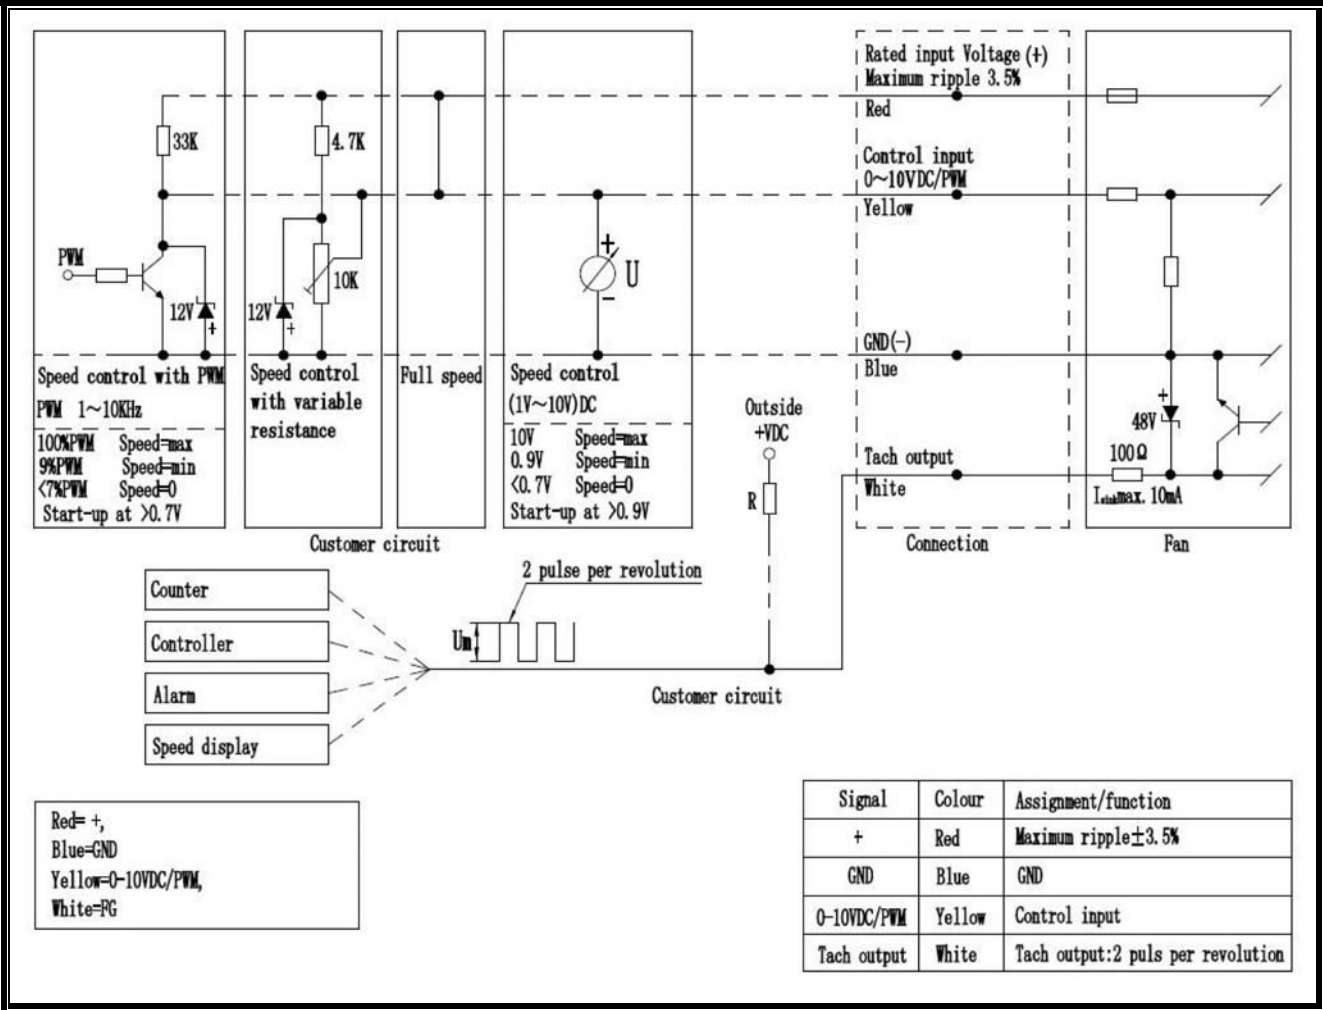 33K
PWM
12V
+
Speed control with PWM
PWM 1~10KHz
100%PWM Speed=max
9%PWM Speed=min
<7%PWM Speed=0
Start-up at >0.7V
4.7K
10K
12V
+
Speed control
with variable
resistance
Full speed
+
U
-
Speed control
(1V~10V)DC
10V Speed=max
0.9V Speed=min
<0.7V Speed=0
Start-up at >0.9V
Customer circuit
Outside
+VDC
R
Rated input Voltage(+)
Maximum ripple 3.5%
Red
Control input
0~10VDC/PWM
Yellow
GND(-)
Blue
Tach output
White
Connection
+
48V
100Ω
Isinkmax. 10mA
Fan
Counter
Controller
Alarm
Speed display
2 pulse per revolution
Um
Customer circuit
Red= +,
Blue=GND
Yellow=0-10VDC/PWM,
White=FG
Signal Colour Assignment/function
+ Red Maximum ripple±3.5%
GND Blue GND
0-10VDC/PWM Yellow Control input
Tach output White Tach output:2 puls per revolution